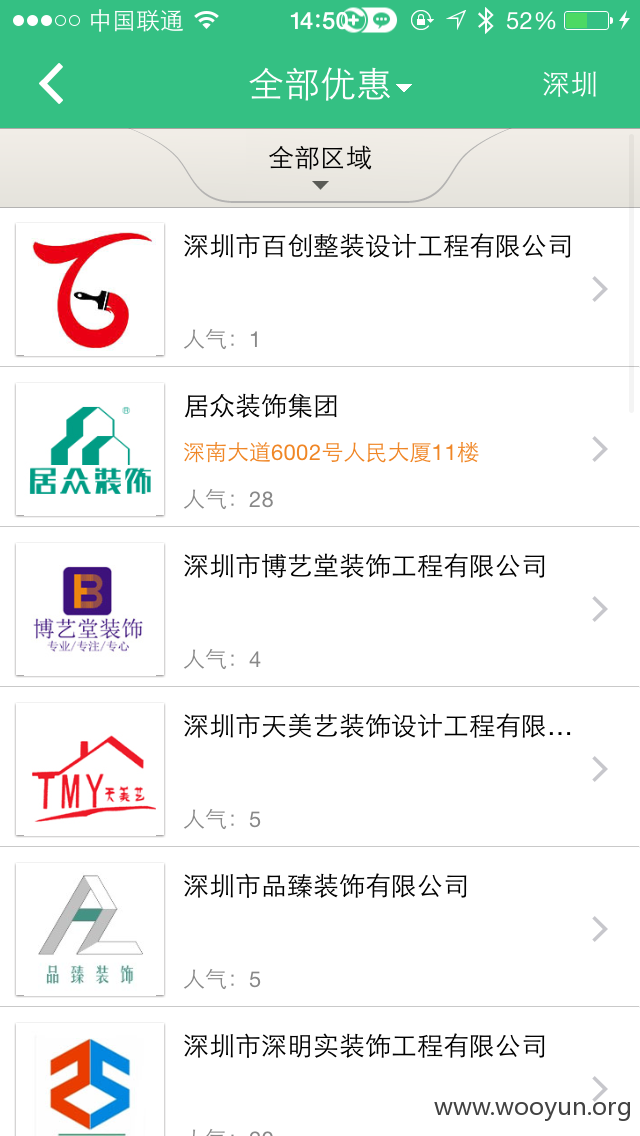 中国联通 14:50 52%
全部优惠 深圳
全部区域
深圳市百创整装设计工程有限公司
人气：1
居众装饰集团
深南大道6002号人民大厦11楼
人气：28
居众装饰
®
深圳市博艺堂装饰工程有限公司
人气：4
B
博艺堂装饰
专业/专注/专心
深圳市天美艺装饰设计工程有限...
人气：5
TMY天美艺
深圳市品臻装饰有限公司
人气：5
品臻装饰
深圳市深明实装饰工程有限公司
www.wooyun.org